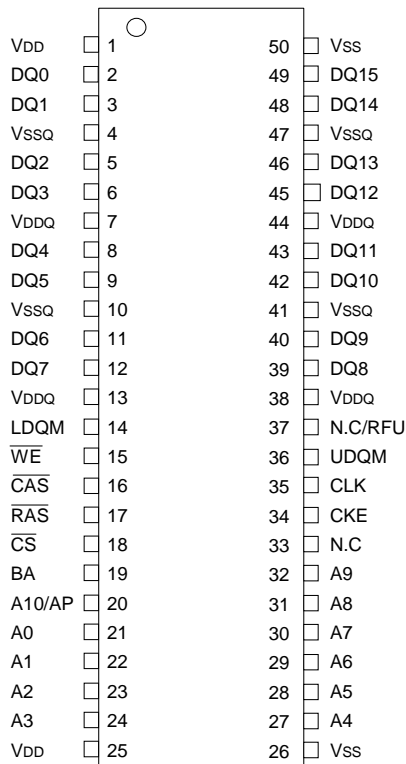 VDD 1 50 VSS
DQ0 2 49 DQ15
DQ1 3 48 DQ14
VSSQ 4 47 VSSQ
DQ2 5 46 DQ13
DQ3 6 45 DQ12
VDDQ 7 44 VDDQ
DQ4 8 43 DQ11
DQ5 9 42 DQ10
VSSQ 10 41 VSSQ
DQ6 11 40 DQ9
DQ7 12 39 DQ8
VDDQ 13 38 VDDQ
LDQM 14 37 N.C/RFU
W̅E̅ 15 36 UDQM
C̅A̅S̅ 16 35 CLK
R̅A̅S̅ 17 34 CKE
C̅S̅ 18 33 N.C
BA 19 32 A9
A10/AP 20 31 A8
A0 21 30 A7
A1 22 29 A6
A2 23 28 A5
A3 24 27 A4
VDD 25 26 VSS